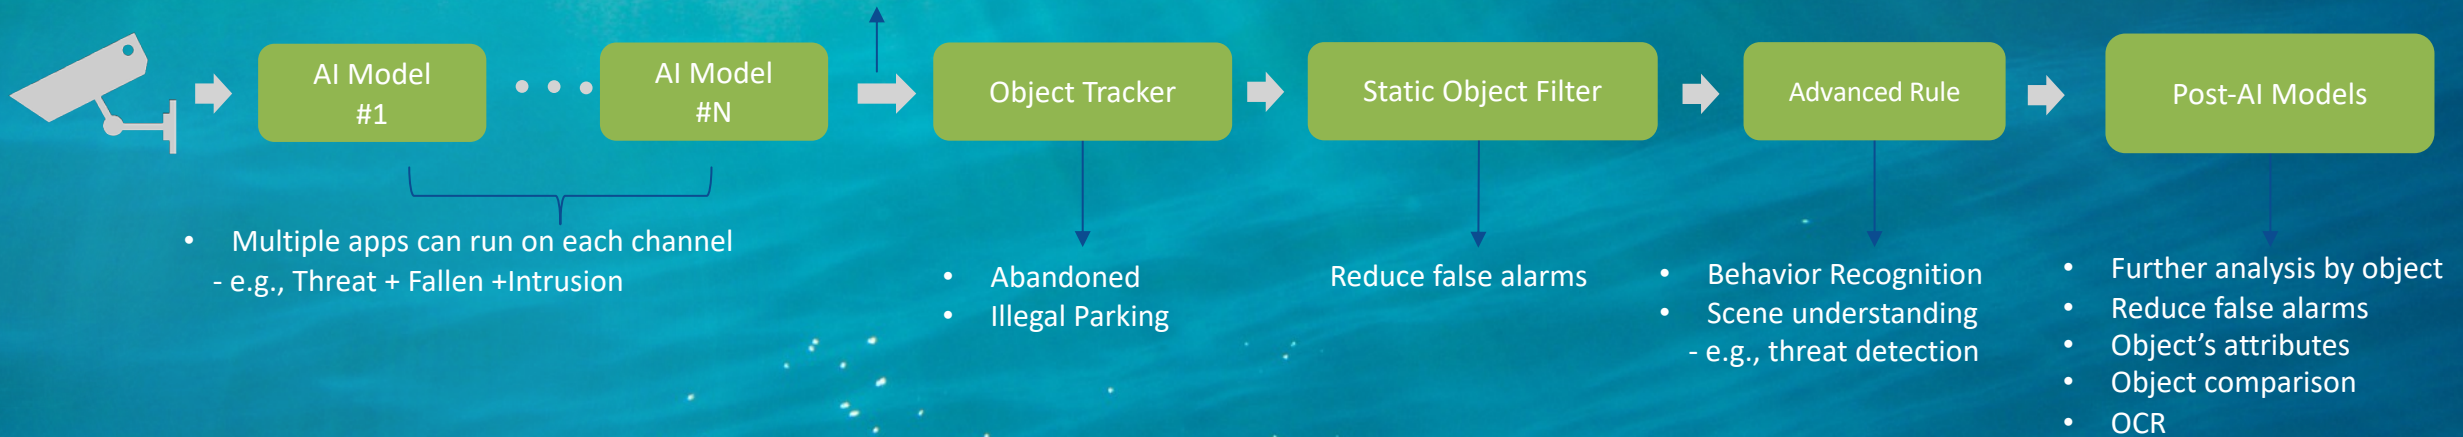 AI Model
#1
• • •
AI Model
#N
Object Tracker
Static Object Filter
Advanced Rule
Post-AI Models
• Multiple apps can run on each channel
- e.g., Threat + Fallen +Intrusion
• Abandoned
• Illegal Parking
Reduce false alarms
• Behavior Recognition
• Scene understanding
- e.g., threat detection
• Further analysis by object
• Reduce false alarms
• Object’s attributes
• Object comparison
• OCR